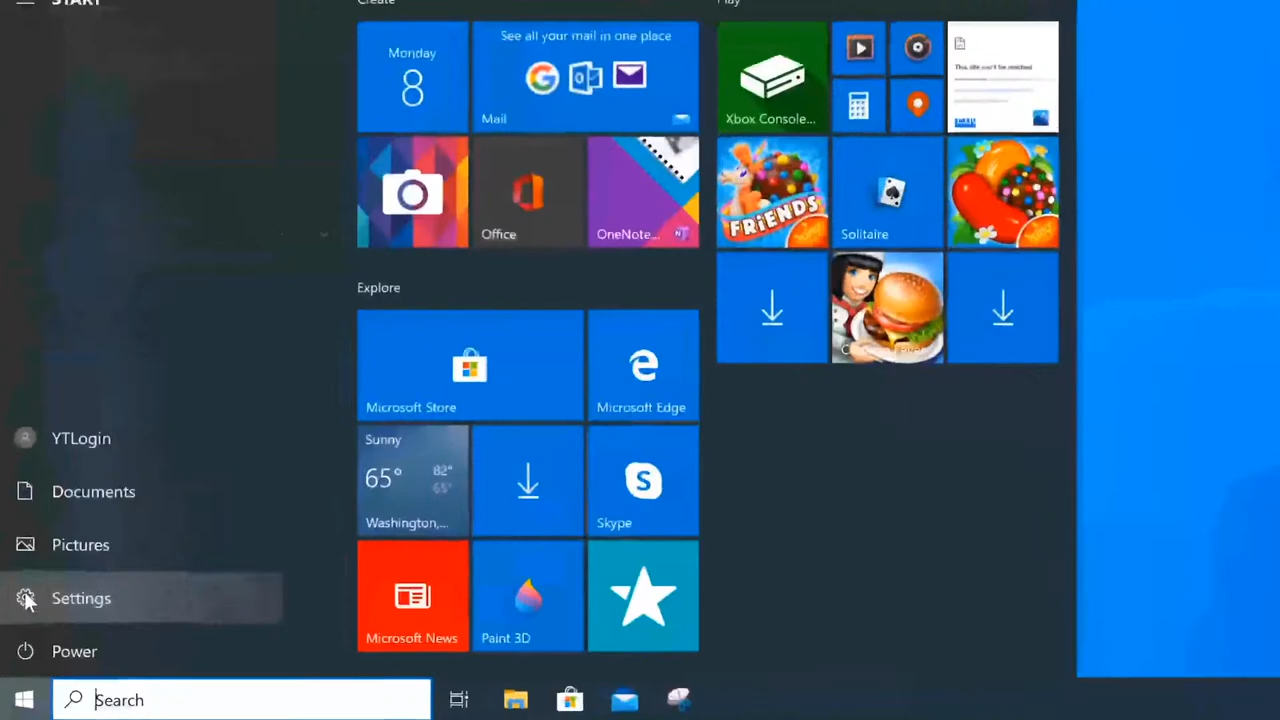 START
Create
Play
Monday
8
See all your mail in one place
Mail
Xbox Console...
Office
OneNote...
FRIENDS
Solitaire
Explore
Microsoft Store
Microsoft Edge
Sunny
65°
82°
65°
Washington,...
Skype
Microsoft News
Paint 3D
YTLogin
Documents
Pictures
Settings
Power
Search